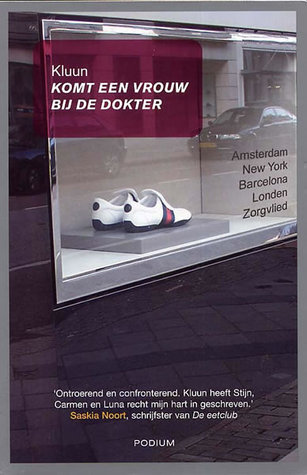 Kluun
KOMT EEN VROUW
BIJ DE DOKTER
Amsterdam
New York
Barcelona
Londen
Zorgvlied
'Ontroerend en confronterend. Kluun heeft Stijn,
Carmen en Luna recht mijn hart in geschreven.'
Saskia Noort, schrijfster van De eetclub
PODIUM